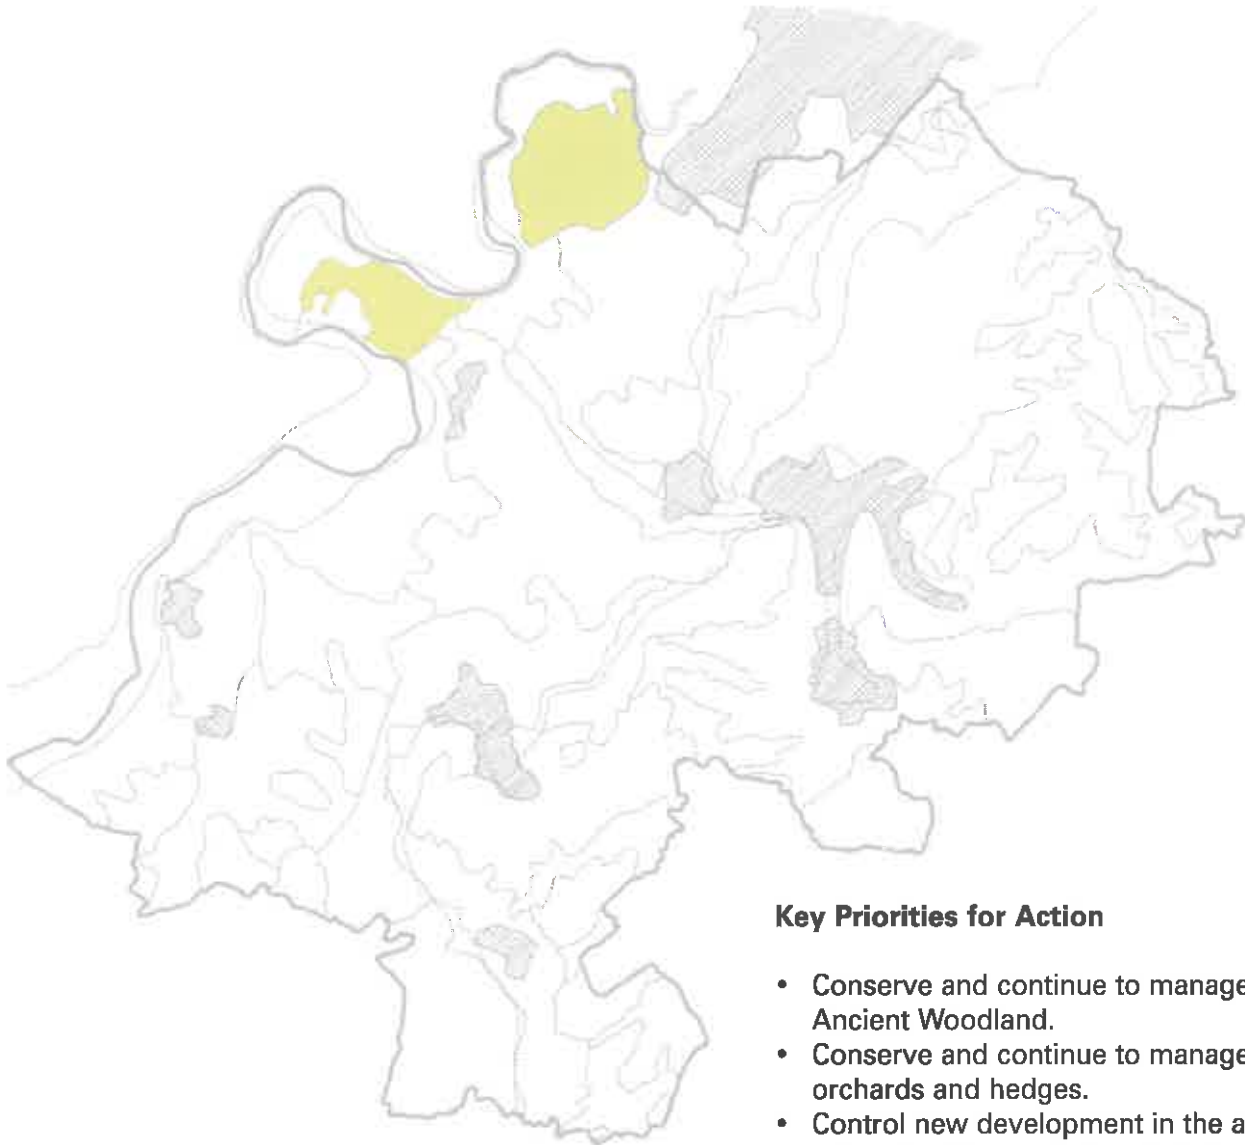 Key Priorities for Action
• Conserve and continue to manage
Ancient Woodland.
• Conserve and continue to manage
orchards and hedges.
• Control new development in the a